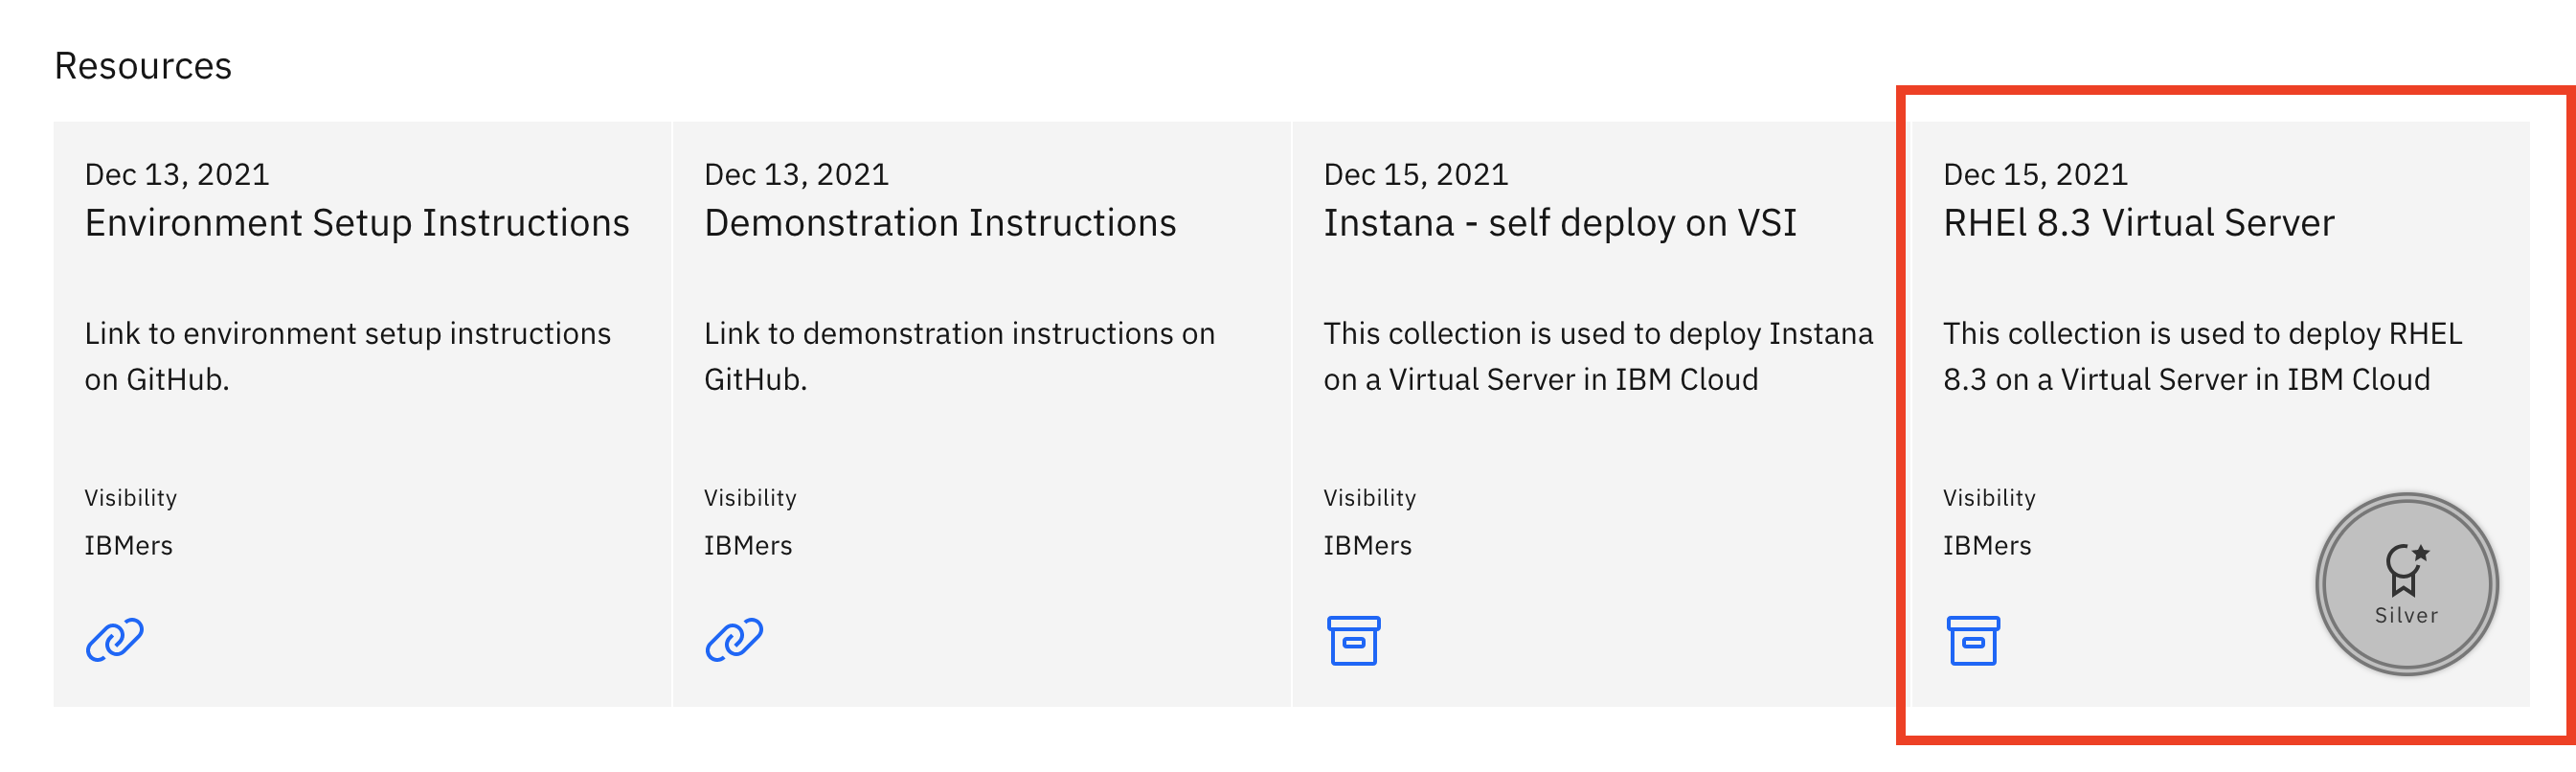 Resources
Dec 13, 2021
Environment Setup Instructions
Link to environment setup instructions
on GitHub.
Visibility
IBMers
Dec 13, 2021
Demonstration Instructions
Link to demonstration instructions on
GitHub.
Visibility
IBMers
Dec 15, 2021
Instana - self deploy on VSI
This collection is used to deploy Instana
on a Virtual Server in IBM Cloud
Visibility
IBMers
Dec 15, 2021
RHEl 8.3 Virtual Server
This collection is used to deploy RHEL
8.3 on a Virtual Server in IBM Cloud
Visibility
IBMers
Silver